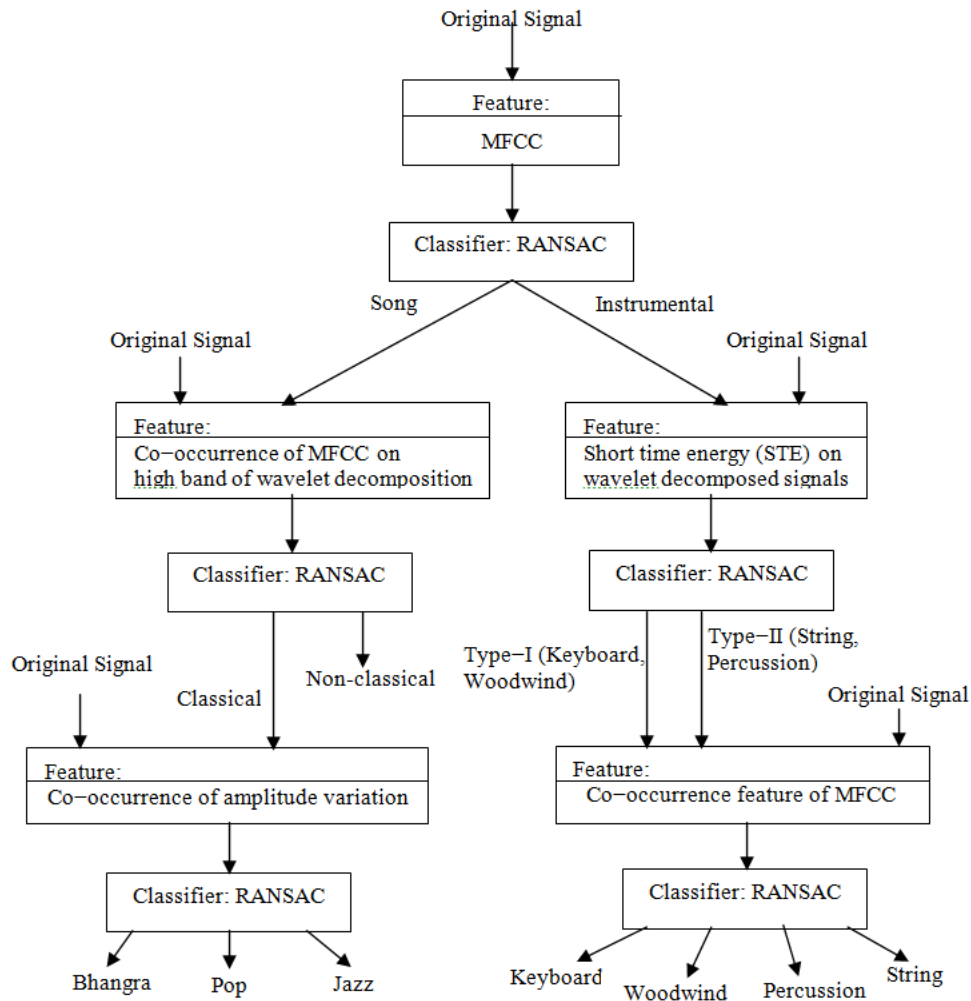 Original Signal
Feature:
MFCC
Classifier: RANSAC
Song
Instrumental
Original Signal
Original Signal
Feature:
Co−occurrence of MFCC on
high band of wavelet decomposition
Feature:
Short time energy (STE) on
wavelet decomposed signals
Classifier: RANSAC
Classifier: RANSAC
Original Signal
Classical
Non-classical
Type−I (Keyboard,
Woodwind)
Type−II (String,
Percussion)
Original Signal
Feature:
Co−occurrence of amplitude variation
Feature:
Co−occurrence feature of MFCC
Classifier: RANSAC
Classifier: RANSAC
Bhangra
Pop
Jazz
Keyboard
Woodwind
Percussion
String